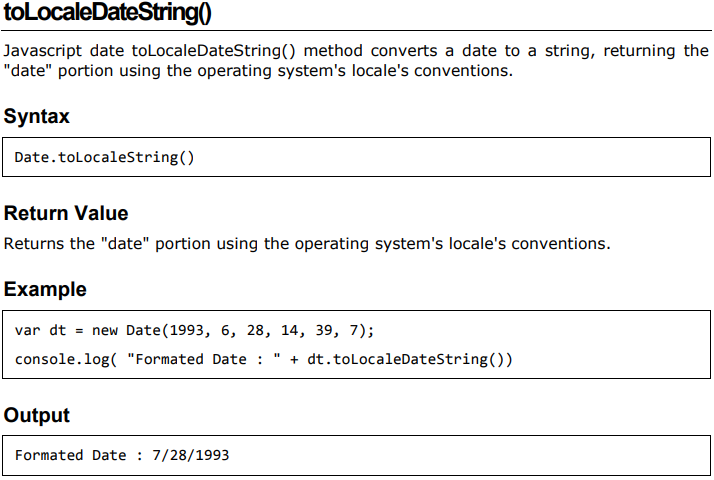 toLocaleDateString()
Javascript date toLocaleDateString() method converts a date to a string, returning the
"date" portion using the operating system's locale's conventions.
Syntax
Date.toLocaleString()
Return Value
Returns the "date" portion using the operating system's locale's conventions.
Example
var dt = new Date(1993, 6, 28, 14, 39, 7);
console.log( "Formated Date : " + dt.toLocaleDateString())
Output
Formated Date : 7/28/1993